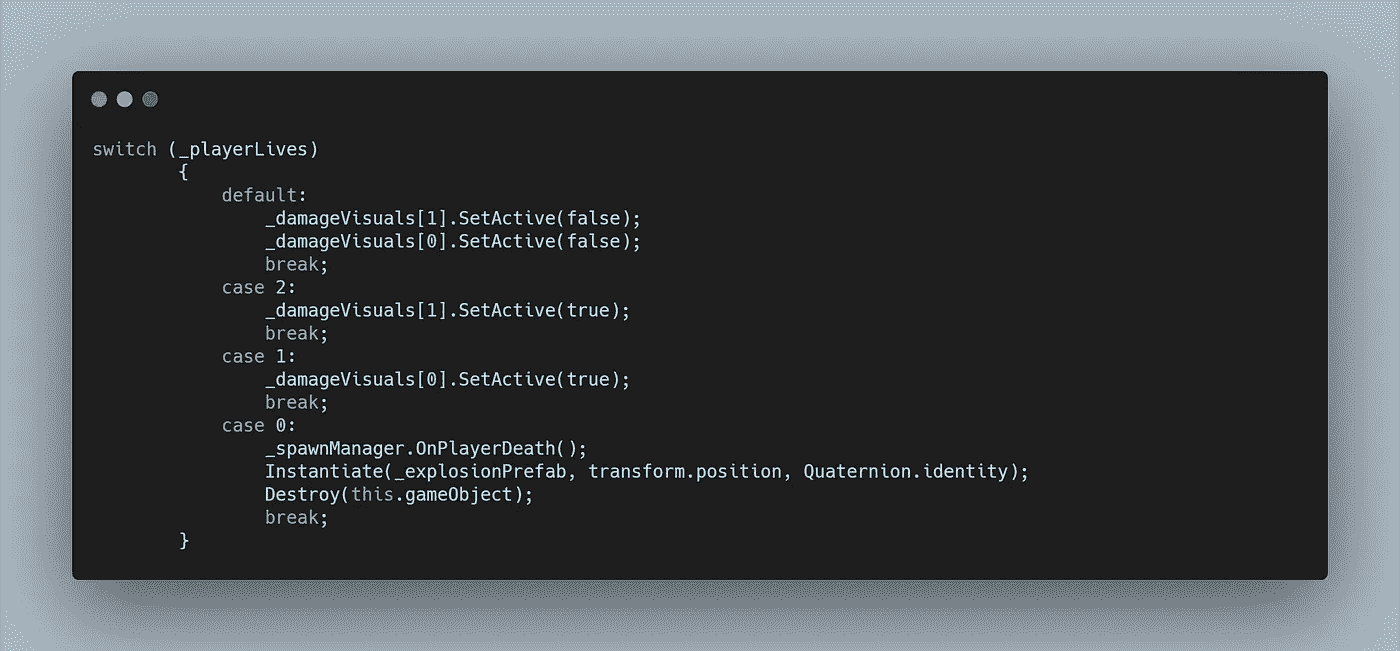 switch (_playerLives)
        {
            default:
                _damageVisuals[1].SetActive(false);
                _damageVisuals[0].SetActive(false);
                break;
            case 2:
                _damageVisuals[1].SetActive(true);
                break;
            case 1:
                _damageVisuals[0].SetActive(true);
                break;
            case 0:
                _spawnManager.OnPlayerDeath();
                Instantiate(_explosionPrefab, transform.position, Quaternion.identity);
                Destroy(this.gameObject);
                break;
        }